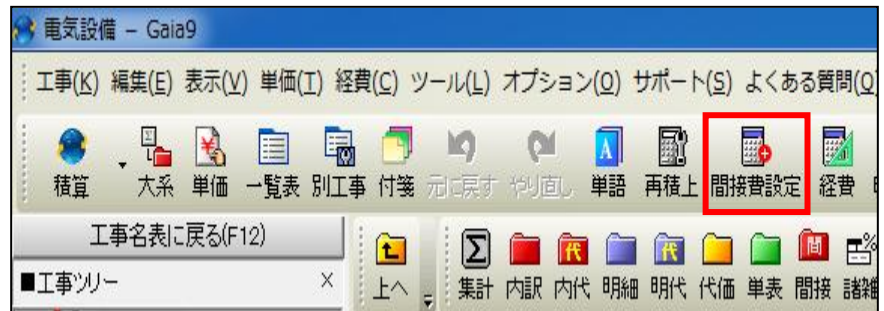 電気設備 － Gaia9
工事(K) 編集(E) 表示(V) 単価(T) 経費(C) ツール(L) オプション(O) サポート(S) よくある質問(Q
積算 大系 単価 一覧表 別工事 付箋 元に戻す やり直し 単語 再積上 間接費設定 経費
工事名表に戻る(F12)
■工事ツリー ×
上へ 集計 内訳 内代 明細 明代 代価 単表 間接 諸雑